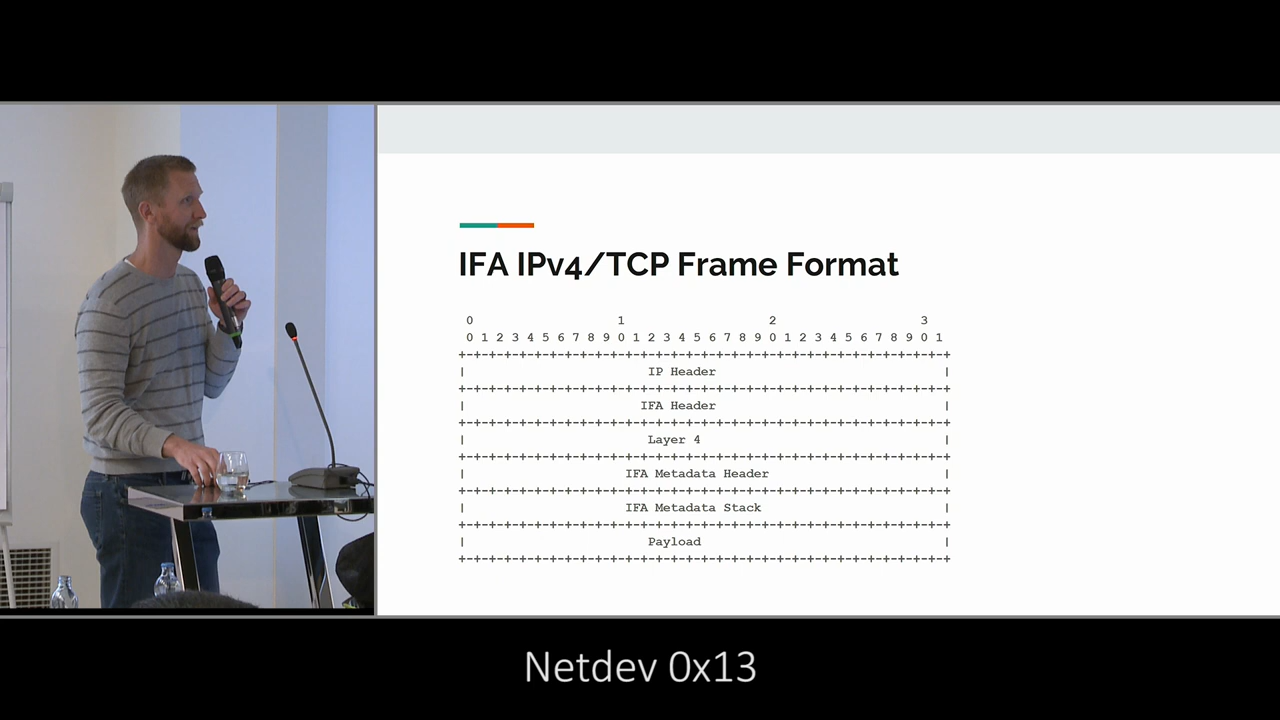 IFA IPv4/TCP Frame Format
0 1 2 3
0 1 2 3 4 5 6 7 8 9 0 1 2 3 4 5 6 7 8 9 0 1 2 3 4 5 6 7 8 9 0 1
+-+-+-+-+-+-+-+-+-+-+-+-+-+-+-+-+-+-+-+-+-+-+-+-+-+-+-+-+-+-+-+-+
| IP Header |
+-+-+-+-+-+-+-+-+-+-+-+-+-+-+-+-+-+-+-+-+-+-+-+-+-+-+-+-+-+-+-+-+
| IFA Header |
+-+-+-+-+-+-+-+-+-+-+-+-+-+-+-+-+-+-+-+-+-+-+-+-+-+-+-+-+-+-+-+-+
| Layer 4 |
+-+-+-+-+-+-+-+-+-+-+-+-+-+-+-+-+-+-+-+-+-+-+-+-+-+-+-+-+-+-+-+-+
| IFA Metadata Header |
+-+-+-+-+-+-+-+-+-+-+-+-+-+-+-+-+-+-+-+-+-+-+-+-+-+-+-+-+-+-+-+-+
| IFA Metadata Stack |
+-+-+-+-+-+-+-+-+-+-+-+-+-+-+-+-+-+-+-+-+-+-+-+-+-+-+-+-+-+-+-+-+
| Payload |
+-+-+-+-+-+-+-+-+-+-+-+-+-+-+-+-+-+-+-+-+-+-+-+-+-+-+-+-+-+-+-+-+
Netdev 0x13